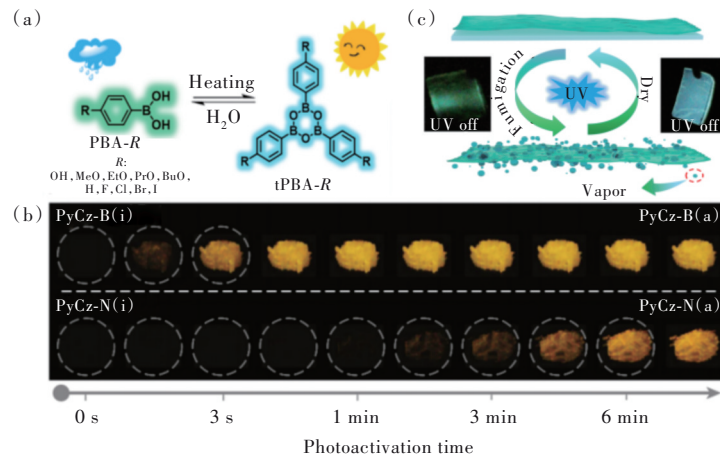 (a)
R
OH
B
OH
R
PBA-R
R:
OH, MeO, EtO, PrO, BuO,
H, F, Cl, Br, I
Heating
H₂O
R
B
O O
B B
O
R R
tPBA-R
(c)
UV off
Fumigation
UV
Dry
UV off
Vapor
(b)
PyCz-B(i) PyCz-B(a)
PyCz-N(i) PyCz-N(a)
0 s 3 s 1 min 3 min 6 min
Photoactivation time